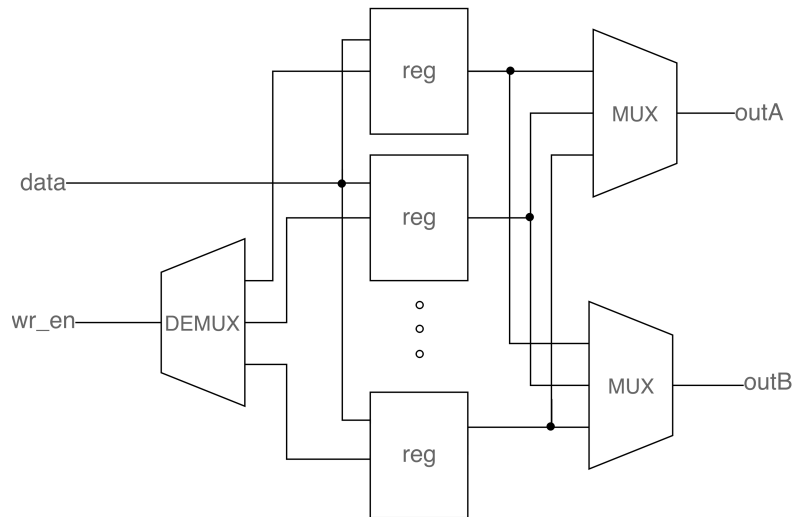 reg
MUX
outA
data
reg
wr_en
DEMUX
MUX
outB
reg